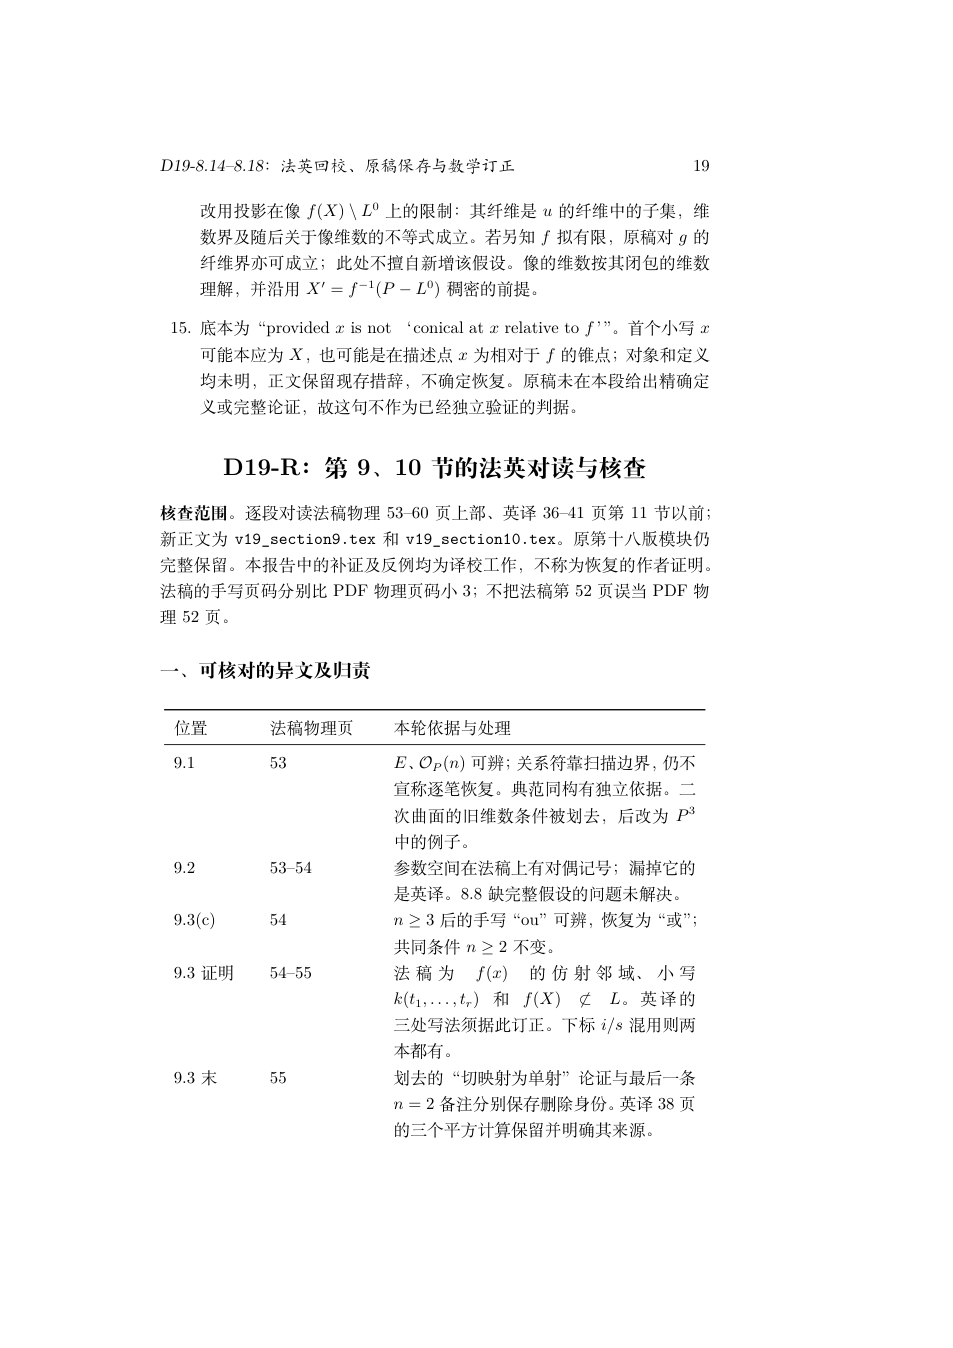 D19-8.14–8.18：法英回校、原稿保存与数学订正 19
改用投影在像 f(X) \ L⁰ 上的限制：其纤维是 u 的纤维中的子集，维
数界及随后关于像维数的不等式成立。若另知 f 拟有限，原稿对 g 的
纤维界亦可成立；此处不擅自新增该假设。像的维数按其闭包的维数
理解，并沿用 X′ = f⁻¹(P − L⁰) 稠密的前提。
15. 底本为 “provided x is not ‘conical at x relative to f’”。首个小写 x
可能本应为 X，也可能是在描述点 x 为相对于 f 的锥点；对象和定义
均未明，正文保留现存措辞，不确定恢复。原稿未在本段给出精确定
义或完整论证，故这句不作为已经独立验证的判据。
D19-R：第 9、10 节的法英对读与核查
核查范围。逐段对读法稿物理 53–60 页上部、英译 36–41 页第 11 节以前；
新正文为 v19_section9.tex 和 v19_section10.tex。原第十八版模块仍
完整保留。本报告中的补证及反例均为译校工作，不称为恢复的作者证明。
法稿的手写页码分别比 PDF 物理页码小 3；不把法稿第 52 页误当 PDF 物
理 52 页。
一、可核对的异文及归责
位置 法稿物理页 本轮依据与处理
9.1 53 E、𝒪_P(n) 可辨；关系符靠扫描边界，仍不
宣称逐笔恢复。典范同构有独立依据。二
次曲面的旧维数条件被划去，后改为 P³
中的例子。
9.2 53–54 参数空间在法稿上有对偶记号；漏掉它的
是英译。8.8 缺完整假设的问题未解决。
9.3(c) 54 n ≥ 3 后的手写 “ou” 可辨，恢复为 “或”；
共同条件 n ≥ 2 不变。
9.3 证明 54–55 法稿为 f(x) 的仿射邻域、小写
k(t₁, . . . , tᵣ) 和 f(X) ⊄ L。英译的
三处写法须据此订正。下标 i/s 混用则两
本都有。
9.3 末 55 划去的 “切映射为单射” 论证与最后一条
n = 2 备注分别保存删除身份。英译 38 页
的三个平方计算保留并明确其来源。